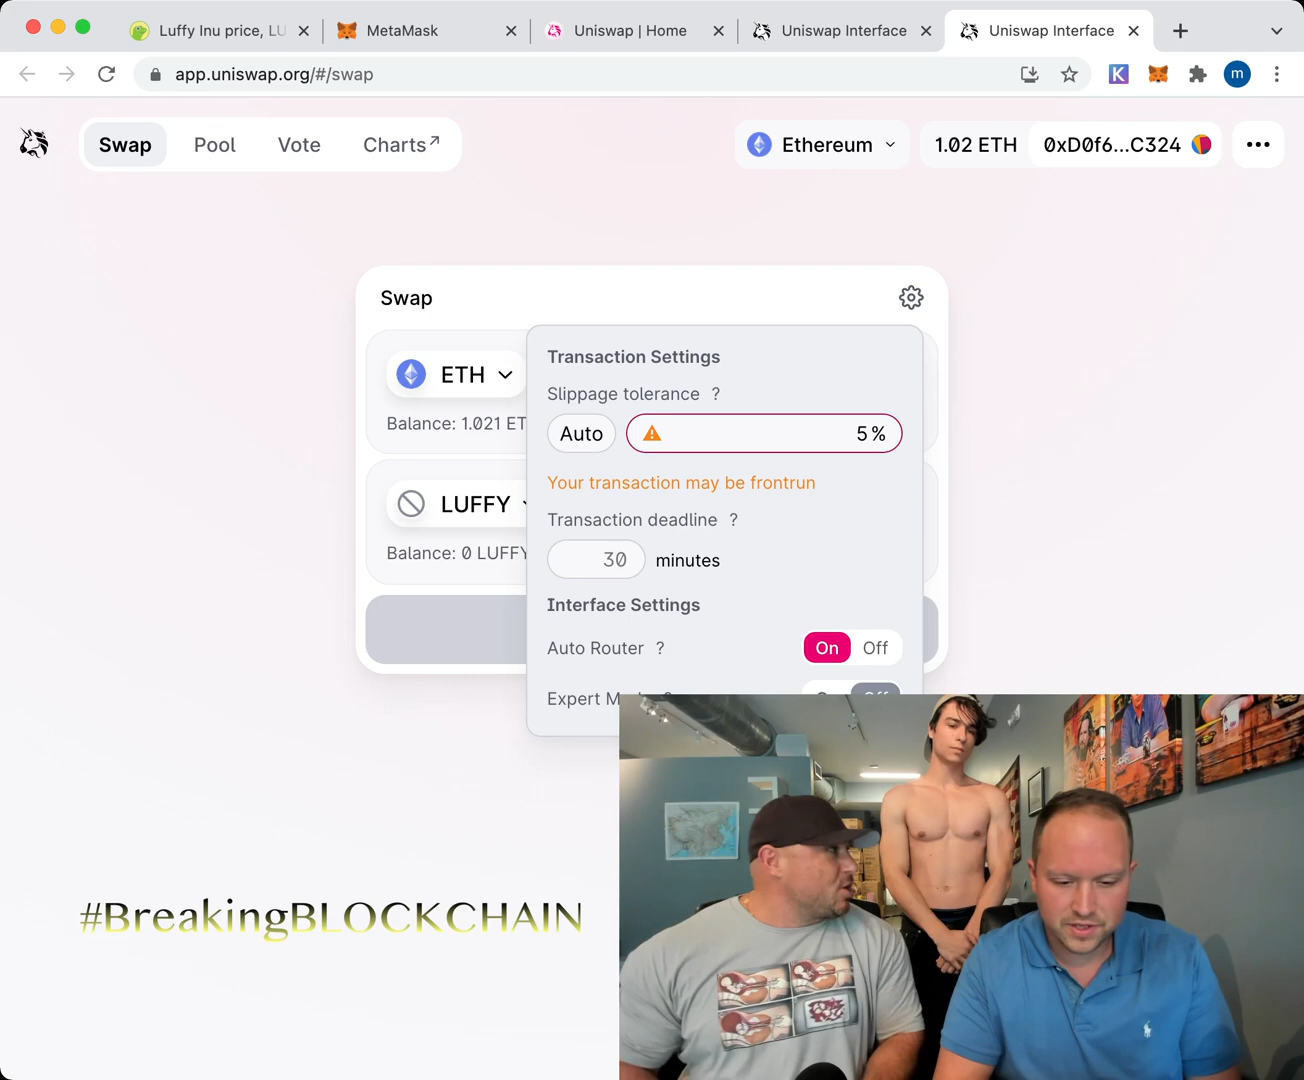 Luffy Inu price, LU
MetaMask
Uniswap | Home
Uniswap Interface
Uniswap Interface
app.uniswap.org/#/swap
K
m
Swap
Pool
Vote
Charts↗
Ethereum
1.02 ETH
0xD0f6...C324
Swap
ETH
Balance: 1.021 ET
LUFFY
Balance: 0 LUFFY
Transaction Settings
Slippage tolerance ?
Auto
5 %
Your transaction may be frontrun
Transaction deadline ?
30 minutes
Interface Settings
Auto Router ?
On Off
Expert M
#BreakingBLOCKCHAIN